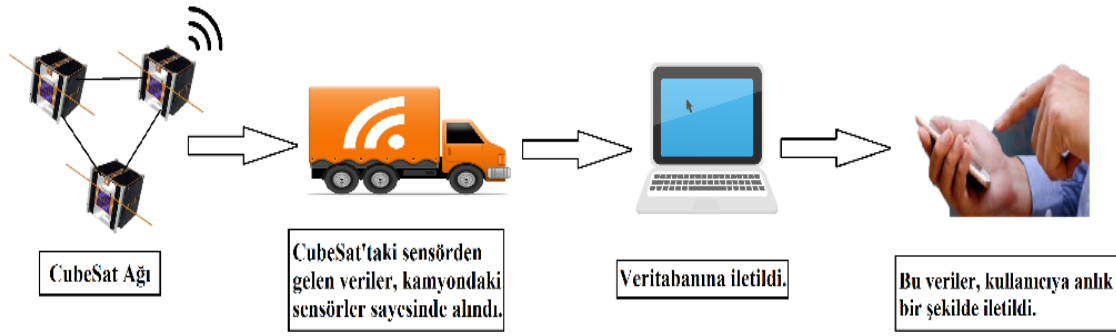 CubeSat Ağı
CubeSat'taki sensörden
gelen veriler, kamyondaki
sensörler sayesinde alındı.
Veritabanına iletildi.
Bu veriler, kullanıcıya anlık
bir şekilde iletildi.